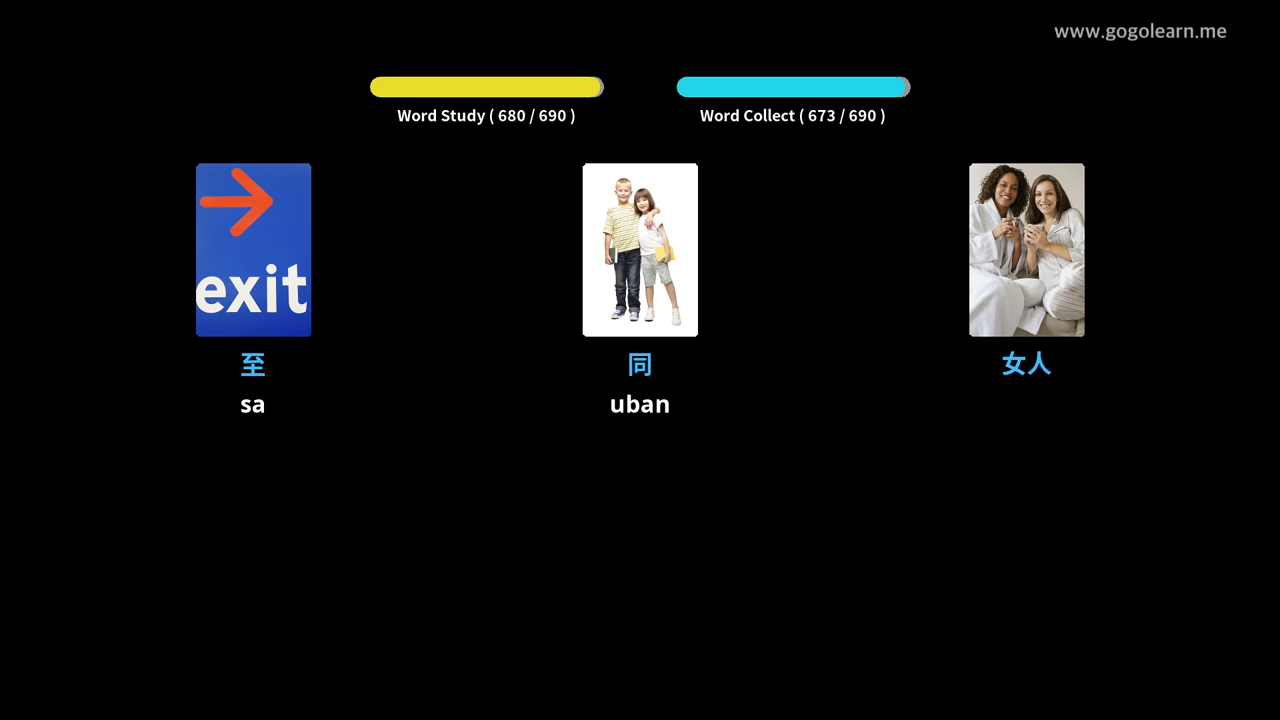 www.gogolearn.me
Word Study ( 680 / 690 )
Word Collect ( 673 / 690 )
exit
至
同
女人
sa
uban